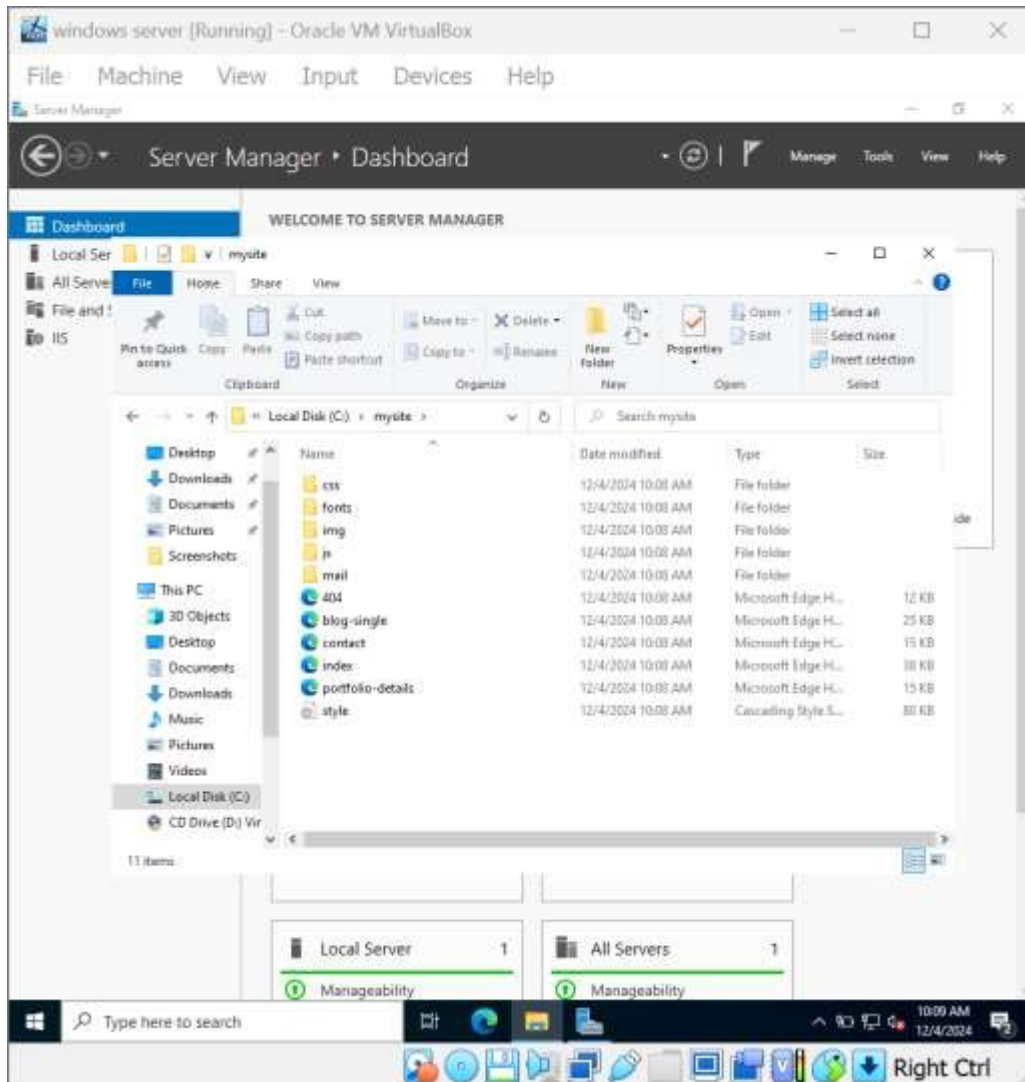 windows server [Running] - Oracle VM VirtualBox
File Machine View Input Devices Help
Server Manager
Server Manager • Dashboard
Manage Tools View Help
WELCOME TO SERVER MANAGER
Dashboard
Local Ser
All Serve
File and S
IIS
mysite
File Home Share View
Pin to Quick access
Copy
Paste
Cut
Copy path
Paste shortcut
Clipboard
Move to
Copy to
Delete
Rename
Organize
New folder
New
Properties
Open
Edit
Open
Select all
Select none
Invert selection
Select
« Local Disk (C:) › mysite ›
Search mysite
Desktop
Downloads
Documents
Pictures
Screenshots
This PC
3D Objects
Desktop
Documents
Downloads
Music
Pictures
Videos
Local Disk (C:)
CD Drive (D:) Vir
Name Date modified Type Size
css 12/4/2024 10:08 AM File folder
fonts 12/4/2024 10:08 AM File folder
img 12/4/2024 10:08 AM File folder
js 12/4/2024 10:08 AM File folder
mail 12/4/2024 10:08 AM File folder
404 12/4/2024 10:08 AM Microsoft Edge H... 12 KB
blog-single 12/4/2024 10:08 AM Microsoft Edge H... 25 KB
contact 12/4/2024 10:08 AM Microsoft Edge H... 15 KB
index 12/4/2024 10:08 AM Microsoft Edge H... KB
portfolio-details 12/4/2024 10:08 AM Microsoft Edge H... 15 KB
style 12/4/2024 10:08 AM Cascading Style S... KB
11 items
ide
Local Server 1
Manageability
All Servers 1
Manageability
Type here to search
10:09 AM
12/4/2024
Right Ctrl